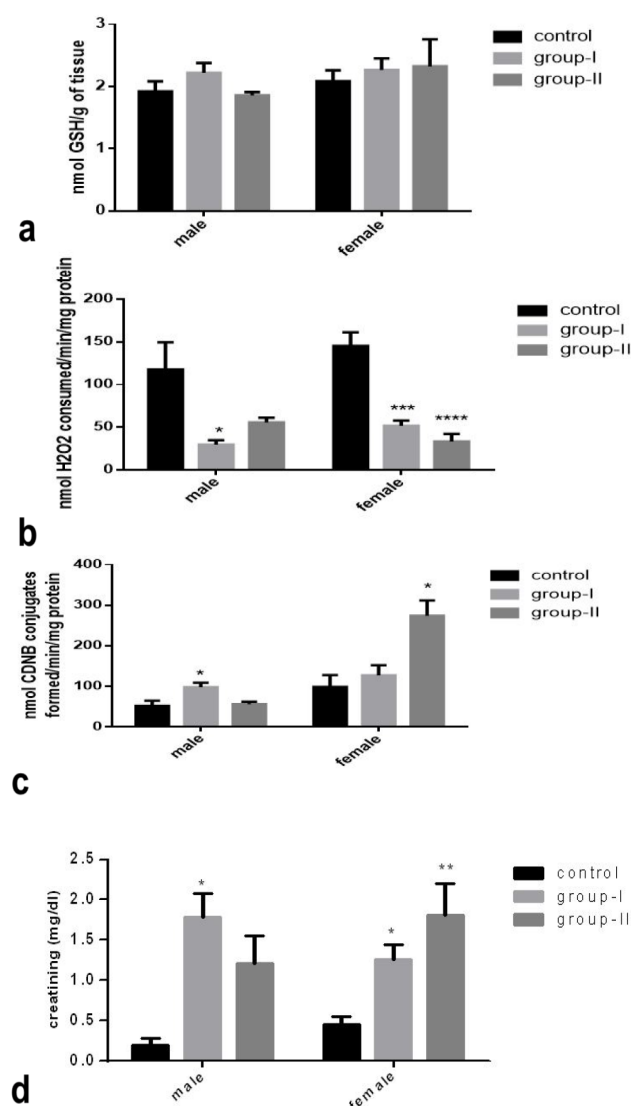 3
2
1
0
nmol GSH/g of tissue
male
female
control
group-I
group-II
a
200
150
100
50
0
nmol H2O2 consumed/min/mg protein
*
***
****
male
female
control
group-I
group-II
b
400
300
200
100
0
nmol CDNB conjugates
formed/min/mg protein
*
*
male
female
control
group-I
group-II
c
2.5
2.0
1.5
1.0
0.5
0.0
creatining (mg/dl)
*
*
**
male
female
control
group-I
group-II
d